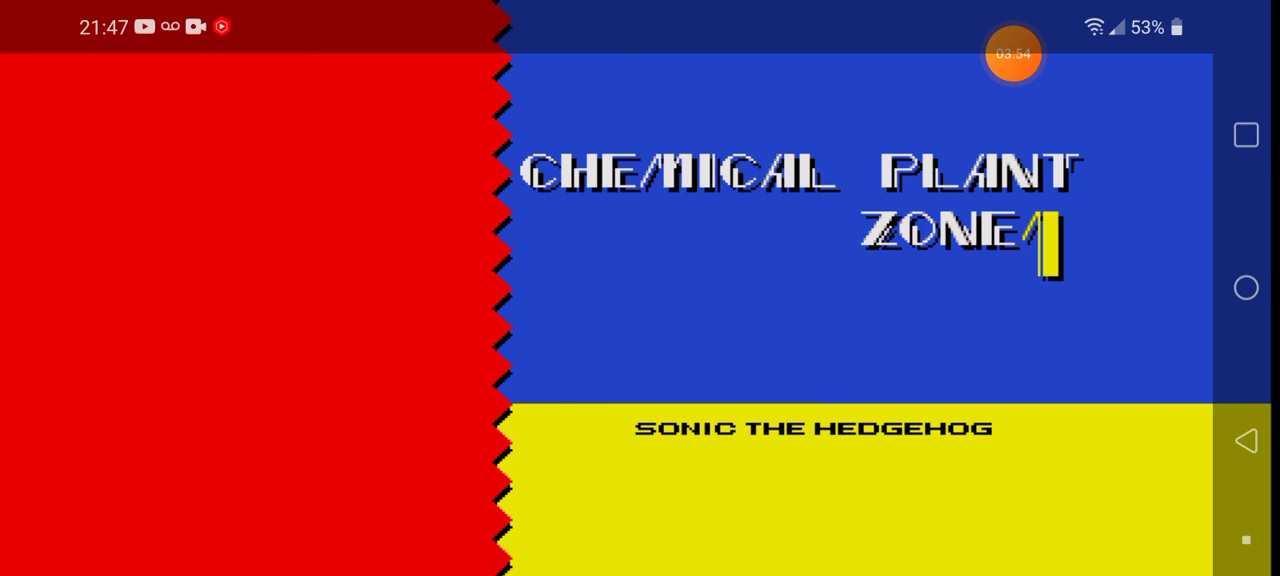 21:47
53%
03:54
CHEMICAL PLANT
ZONE 1
SONIC THE HEDGEHOG